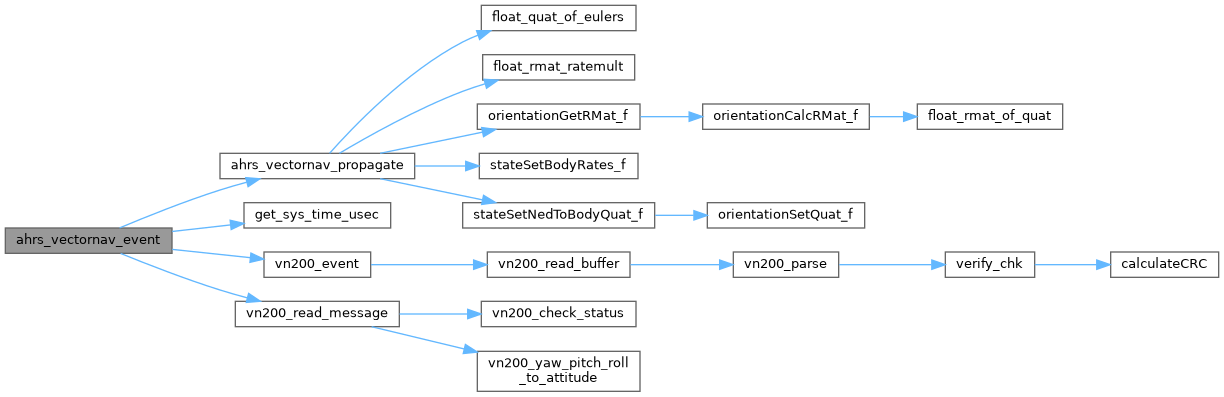 float_quat_of_eulers
float_rmat_ratemult
orientationGetRMat_f
orientationCalcRMat_f
float_rmat_of_quat
ahrs_vectornav_propagate
stateSetBodyRates_f
get_sys_time_usec
stateSetNedToBodyQuat_f
orientationSetQuat_f
ahrs_vectornav_event
vn200_event
vn200_read_buffer
vn200_parse
verify_chk
calculateCRC
vn200_read_message
vn200_check_status
vn200_yaw_pitch_roll
_to_attitude